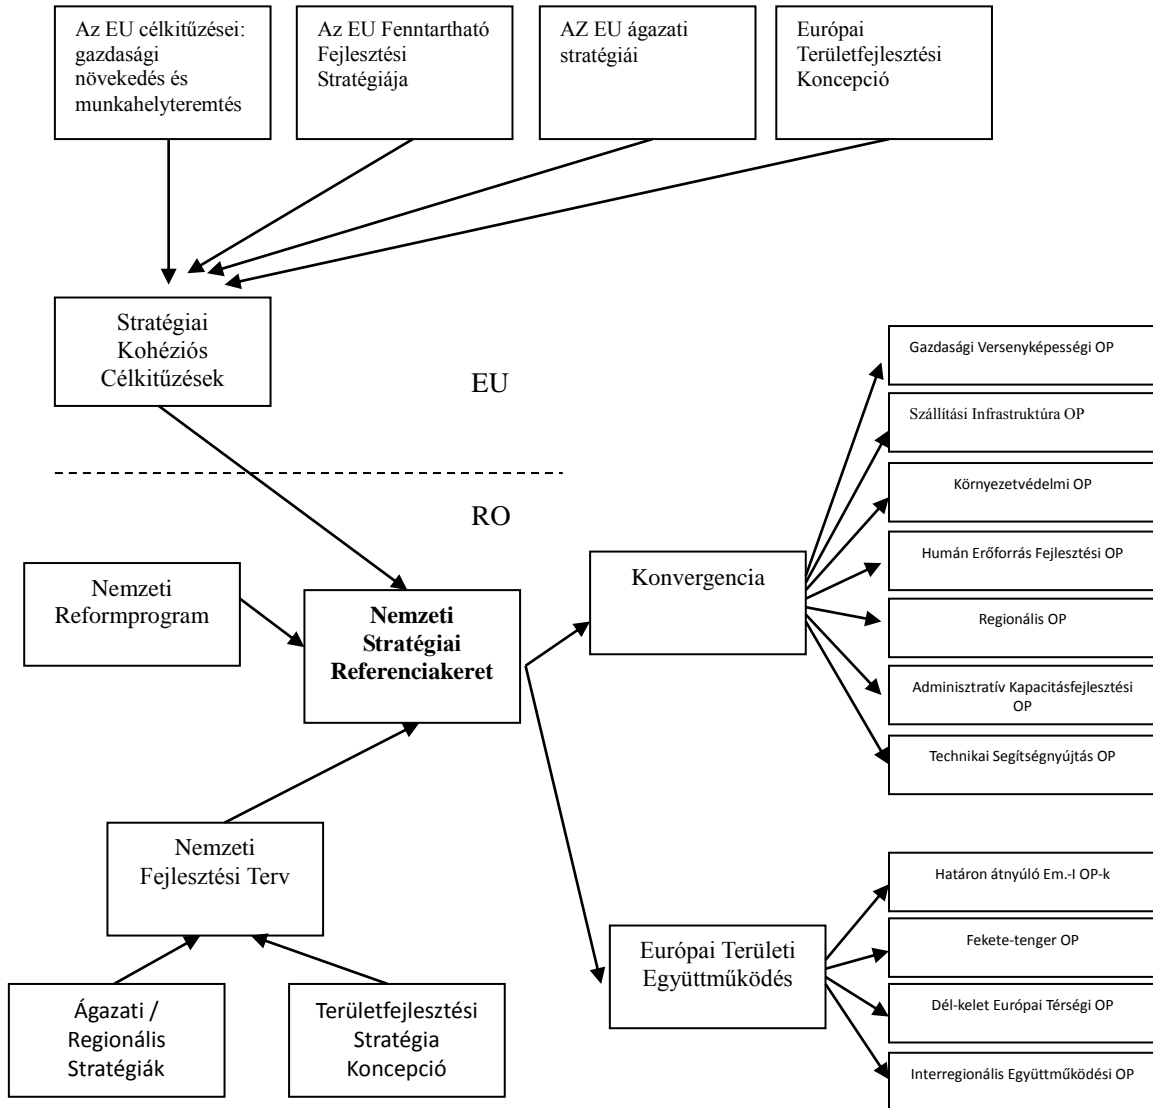 Az EU célkitűzései:
gazdasági
növekedés és
munkahelyteremtés
Az EU Fenntartható
Fejlesztési
Stratégiája
AZ EU ágazati
stratégiái
Európai
Területfejlesztési
Koncepció
Stratégiai
Kohéziós
Célkitűzések
EU
RO
Nemzeti
Reformprogram
Nemzeti
Stratégiai
Referenciakeret
Nemzeti
Fejlesztési Terv
Ágazati /
Regionális
Stratégiák
Területfejlesztési
Stratégia
Koncepció
Konvergencia
Gazdasági Versenyképességi OP
Szállítási Infrastruktúra OP
Környezetvédelmi OP
Humán Erőforrás Fejlesztési OP
Regionális OP
Adminisztratív Kapacitásfejlesztési
OP
Technikai Segítségnyújtás OP
Európai Területi
Együttműködés
Határon átnyúló Em.-I OP-k
Fekete-tenger OP
Dél-kelet Európai Térségi OP
Interregionális Együttműködési OP